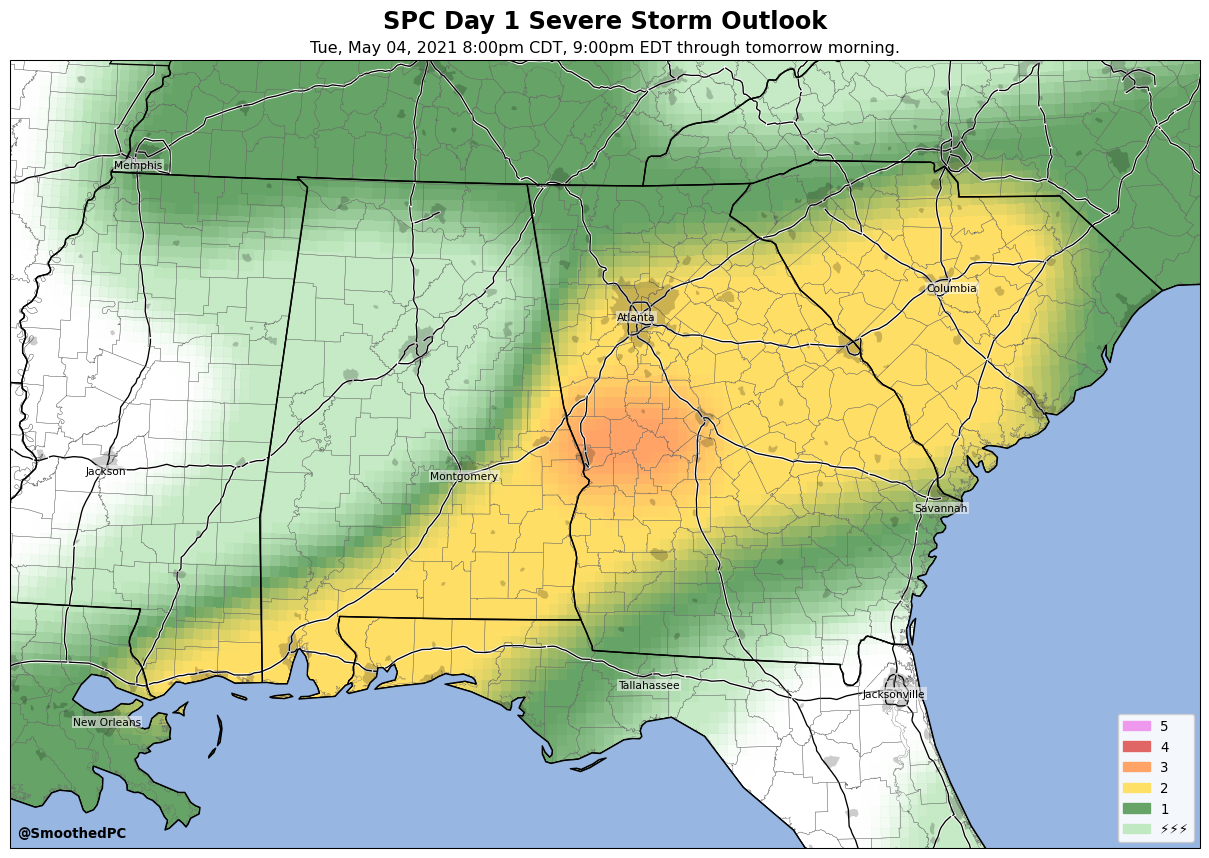 SPC Day 1 Severe Storm Outlook
Tue, May 04, 2021 8:00pm CDT, 9:00pm EDT through tomorrow morning.
Memphis
Columbia
Atlanta
Jackson
Montgomery
Savannah
Tallahassee
Jacksonville
New Orleans
5
4
3
2
1
⚡⚡⚡
@SmoothedPC